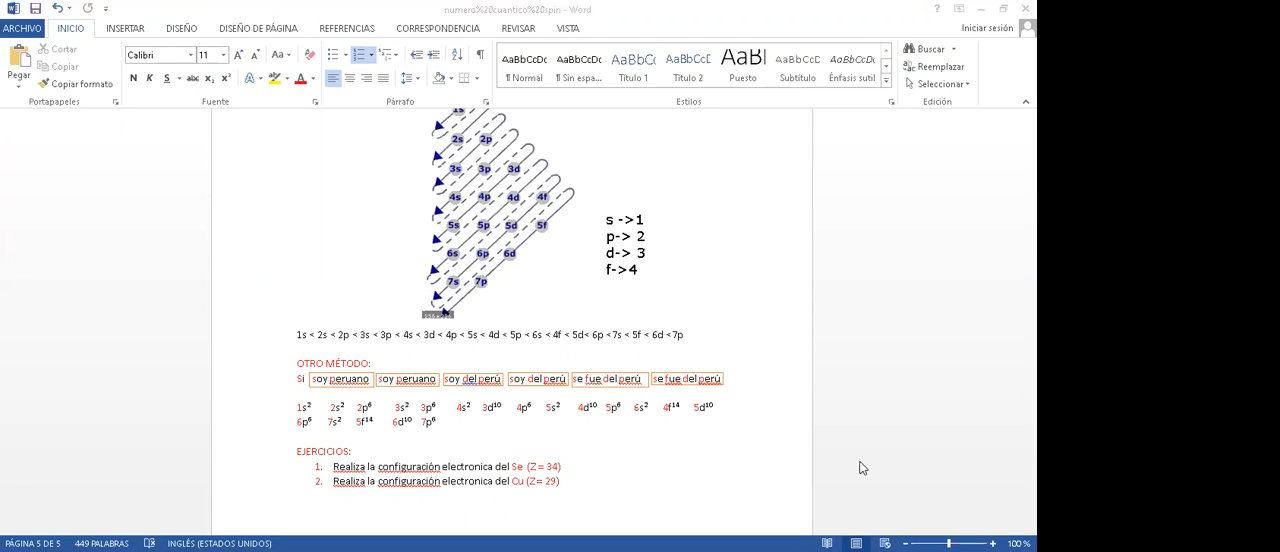 numero%20cuantico%20spin - Word
ARCHIVO INICIO INSERTAR DISEÑO DISEÑO DE PÁGINA REFERENCIAS CORRESPONDENCIA REVISAR VISTA Iniciar sesión
Pegar
Cortar
Copiar
Copiar formato
Portapapeles
Calibri 11
N K S abc x₂ x²
Fuente
Párrafo
AaBbCcDc AaBbCcDc AaBbC AaBbCc AaB AaBbCcD AaBbCcDc
¶ Normal ¶ Sin espa... Título 1 Título 2 Puesto Subtítulo Énfasis sutil
Estilos
Buscar
Reemplazar
Seleccionar
Edición
1s
2s 2p
3s 3p 3d
4s 4p 4d 4f
5s 5p 5d 5f
6s 6p 6d
7s 7p
s ->1
p-> 2
d-> 3
f->4
1s < 2s < 2p < 3s < 3p < 4s < 3d < 4p < 5s < 4d < 5p < 6s < 4f < 5d< 6p <7s < 5f < 6d <7p
OTRO MÉTODO:
Si soy peruano soy peruano soy del perú soy del perú se fue del perú se fue del perú
1s² 2s² 2p⁶ 3s² 3p⁶ 4s² 3d¹⁰ 4p⁶ 5s² 4d¹⁰ 5p⁶ 6s² 4f¹⁴ 5d¹⁰
6p⁶ 7s² 5f¹⁴ 6d¹⁰ 7p⁶
EJERCICIOS:
1. Realiza la configuración electronica del Se (Z = 34)
2. Realiza la configuración electronica del Cu (Z= 29)
PÁGINA 5 DE 5 449 PALABRAS INGLÉS (ESTADOS UNIDOS) 100 %